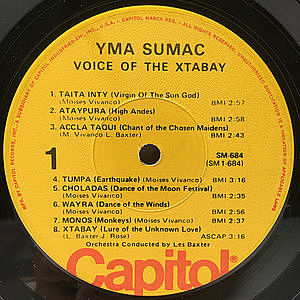 YMA SUMAC
VOICE OF THE XTABAY
1. TAITA INTY (Virgin Of The Sun God)
(Moises Vivanco) BMI 2:57
2. ATAYPURA (High Andes)
(Moises Vivanco) BMI 2:58
3. ACCLA TAQUI (Chant of the Chosen Maidens)
(M. Vivanco L. Baxter) BMI 2:43
1
SM-684
(SM 1-684)
4. TUMPA (Earthquake) (Moises Vivanco) BMI 3:16
5. CHOLADAS (Dance of the Moon Festival)
(Moises Vivanco) BMI 2:35
6. WAYRA (Dance of the Winds)
(Moises Vivanco) BMI 2:56
7. MONOS (Monkeys) (Moises Vivanco) BMI 2:37
8. XTABAY (Lure of the Unknown Love)
(L. Baxter J. Rose) ASCAP 3:16
Orchestra Conducted by Les Baxter
Capitol